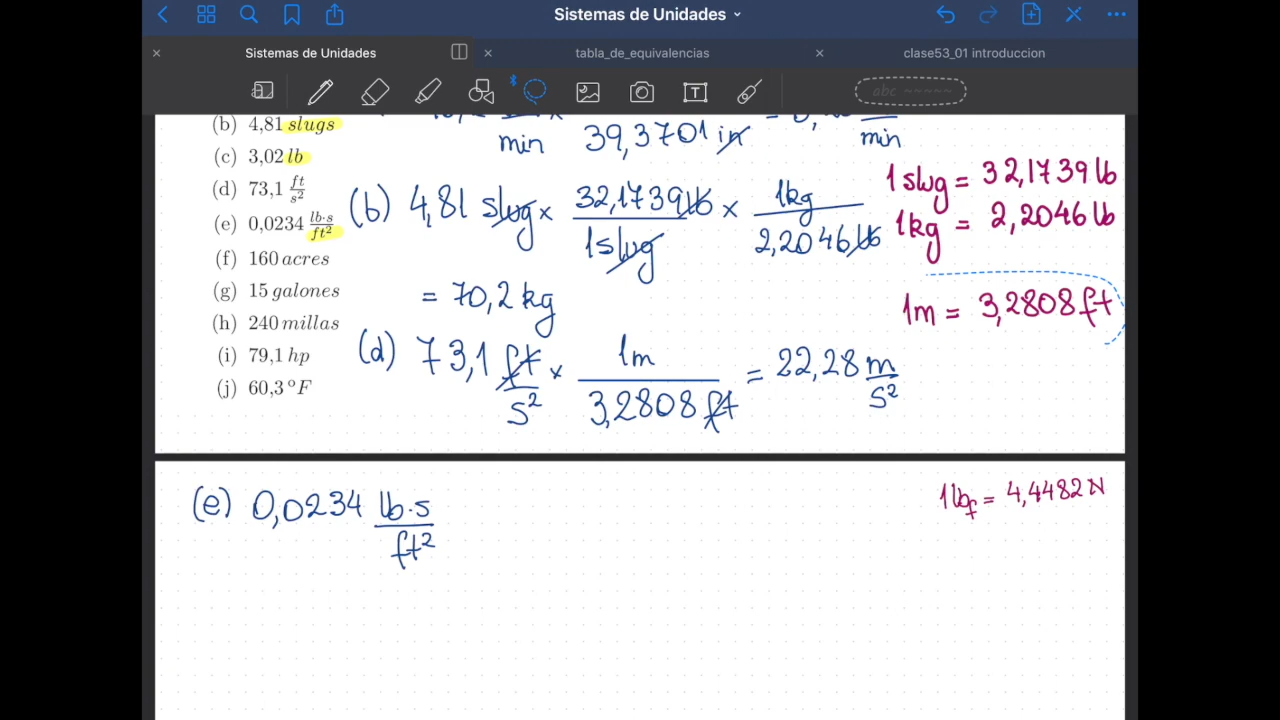 Sistemas de Unidades
Sistemas de Unidades
tabla_de_equivalencias
clase53_01 introduccion
abc
min
39,3701 in
min
(b) 4,81 slugs
(c) 3,02 lb
(d) 73,1 ft/s²
(e) 0,0234 lb·s/ft²
(f) 160 acres
(g) 15 galones
(h) 240 millas
(i) 79,1 hp
(j) 60,3 °F
(b) 4,81 slug x 32,1739 lb / 1 slug x 1 kg / 2,2046 lb
= 70,2 kg
(d) 73,1 ft/s² x 1 m / 3,2808 ft = 22,28 m/s²
1 slug = 32,1739 lb
1 kg = 2,2046 lb
1 m = 3,2808 ft
(e) 0,0234 lb·s/ft²
1 lbf = 4,4482 N